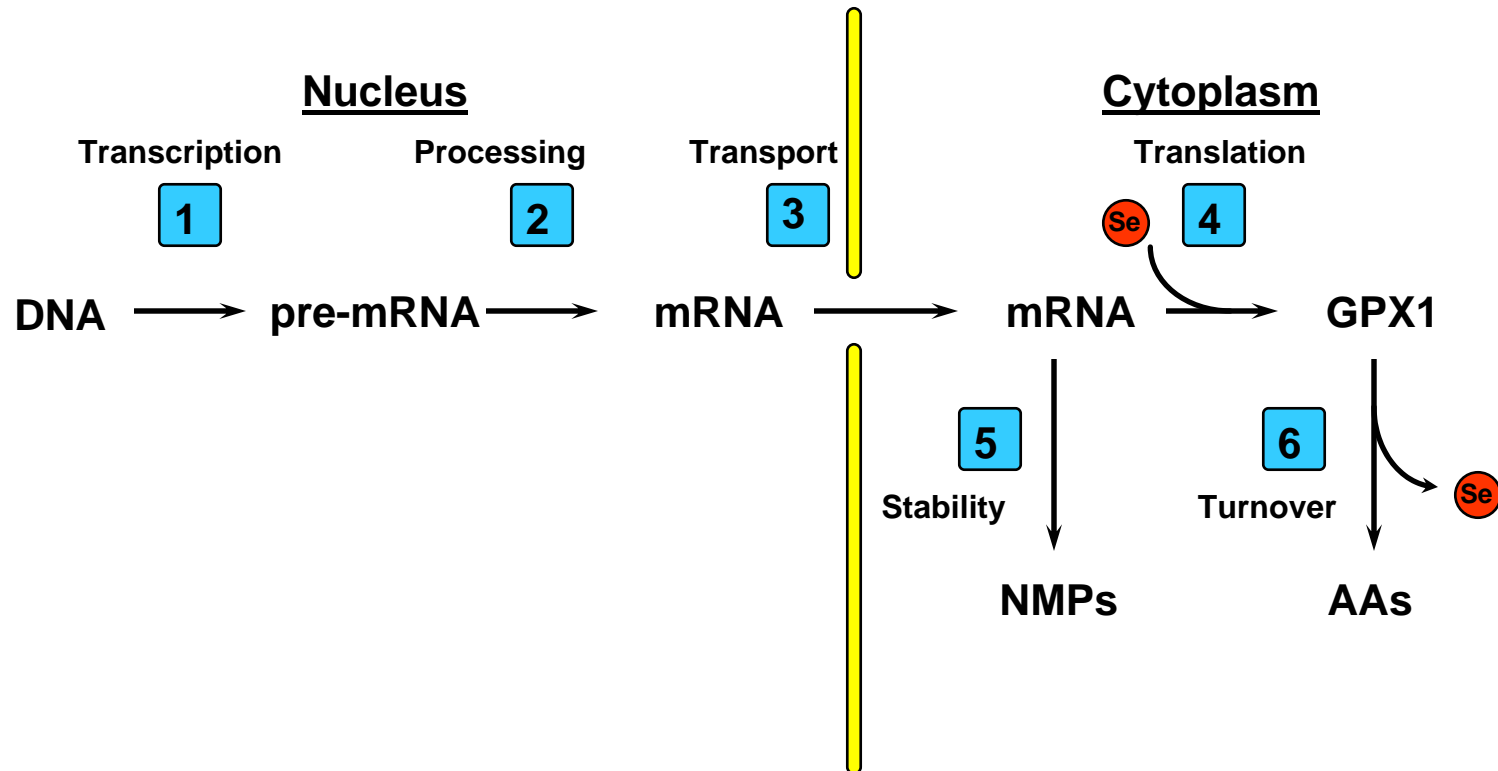 Nucleus
Cytoplasm
Transcription
Processing
Transport
Translation
1
2
3
Se
4
DNA
pre-mRNA
mRNA
mRNA
GPX1
5
6
Stability
Turnover
Se
NMPs
AAs